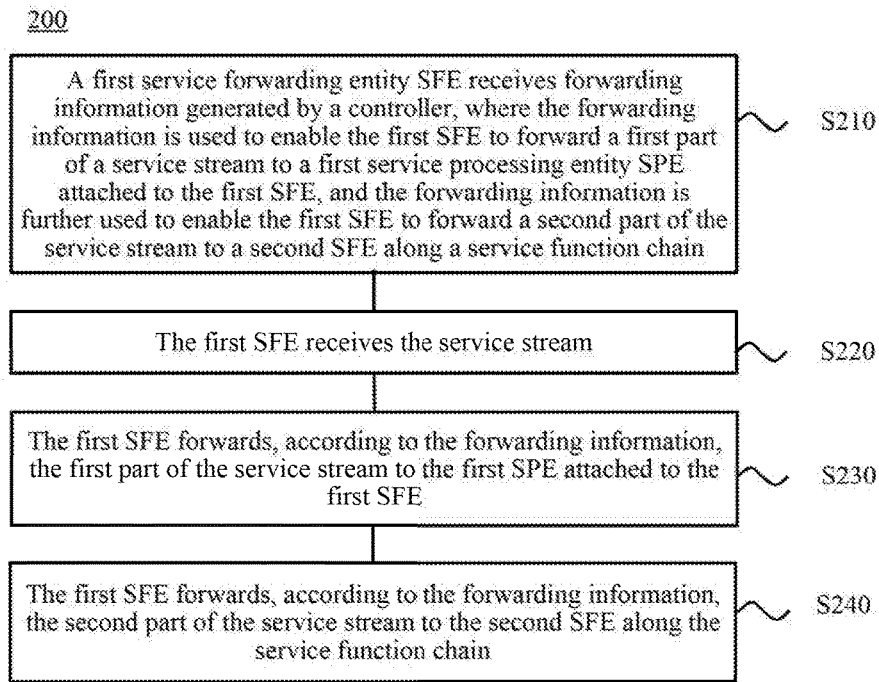 200
A first service forwarding entity SFE receives forwarding
information generated by a controller, where the forwarding
information is used to enable the first SFE to forward a first part
of a service stream to a first service processing entity SPE
attached to the first SFE, and the forwarding information is
further used to enable the first SFE to forward a second part of the
service stream to a second SFE along a service function chain
S210
The first SFE receives the service stream
S220
The first SFE forwards, according to the forwarding information,
the first part of the service stream to the first SPE attached to the
first SFE
S230
The first SFE forwards, according to the forwarding information,
the second part of the service stream to the second SFE along the
service function chain
S240